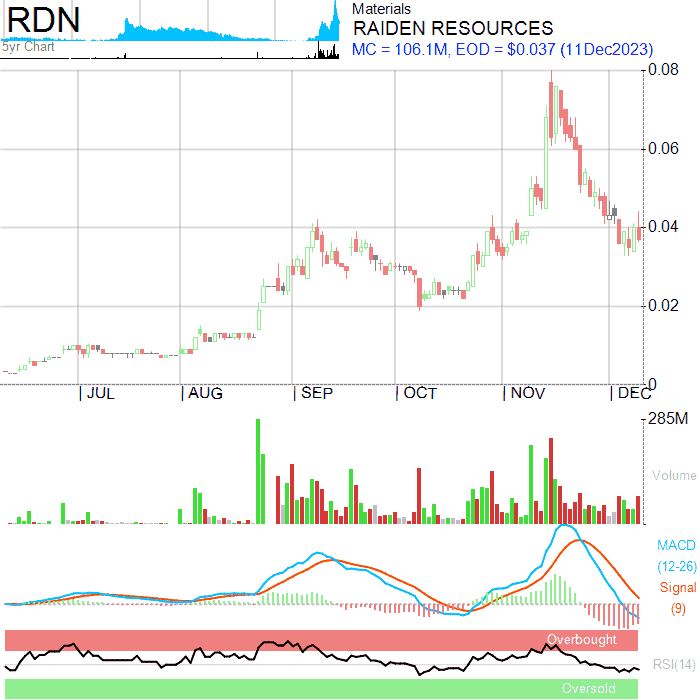 RDN
Materials
RAIDEN RESOURCES
5yr Chart
MC = 106.1M, EOD = $0.037 (11Dec2023)
0.08
0.06
0.04
0.02
0
JUL AUG SEP OCT NOV DEC
285M
Volume
MACD
(12-26)
Signal
(9)
Overbought
RSI(14)
Oversold